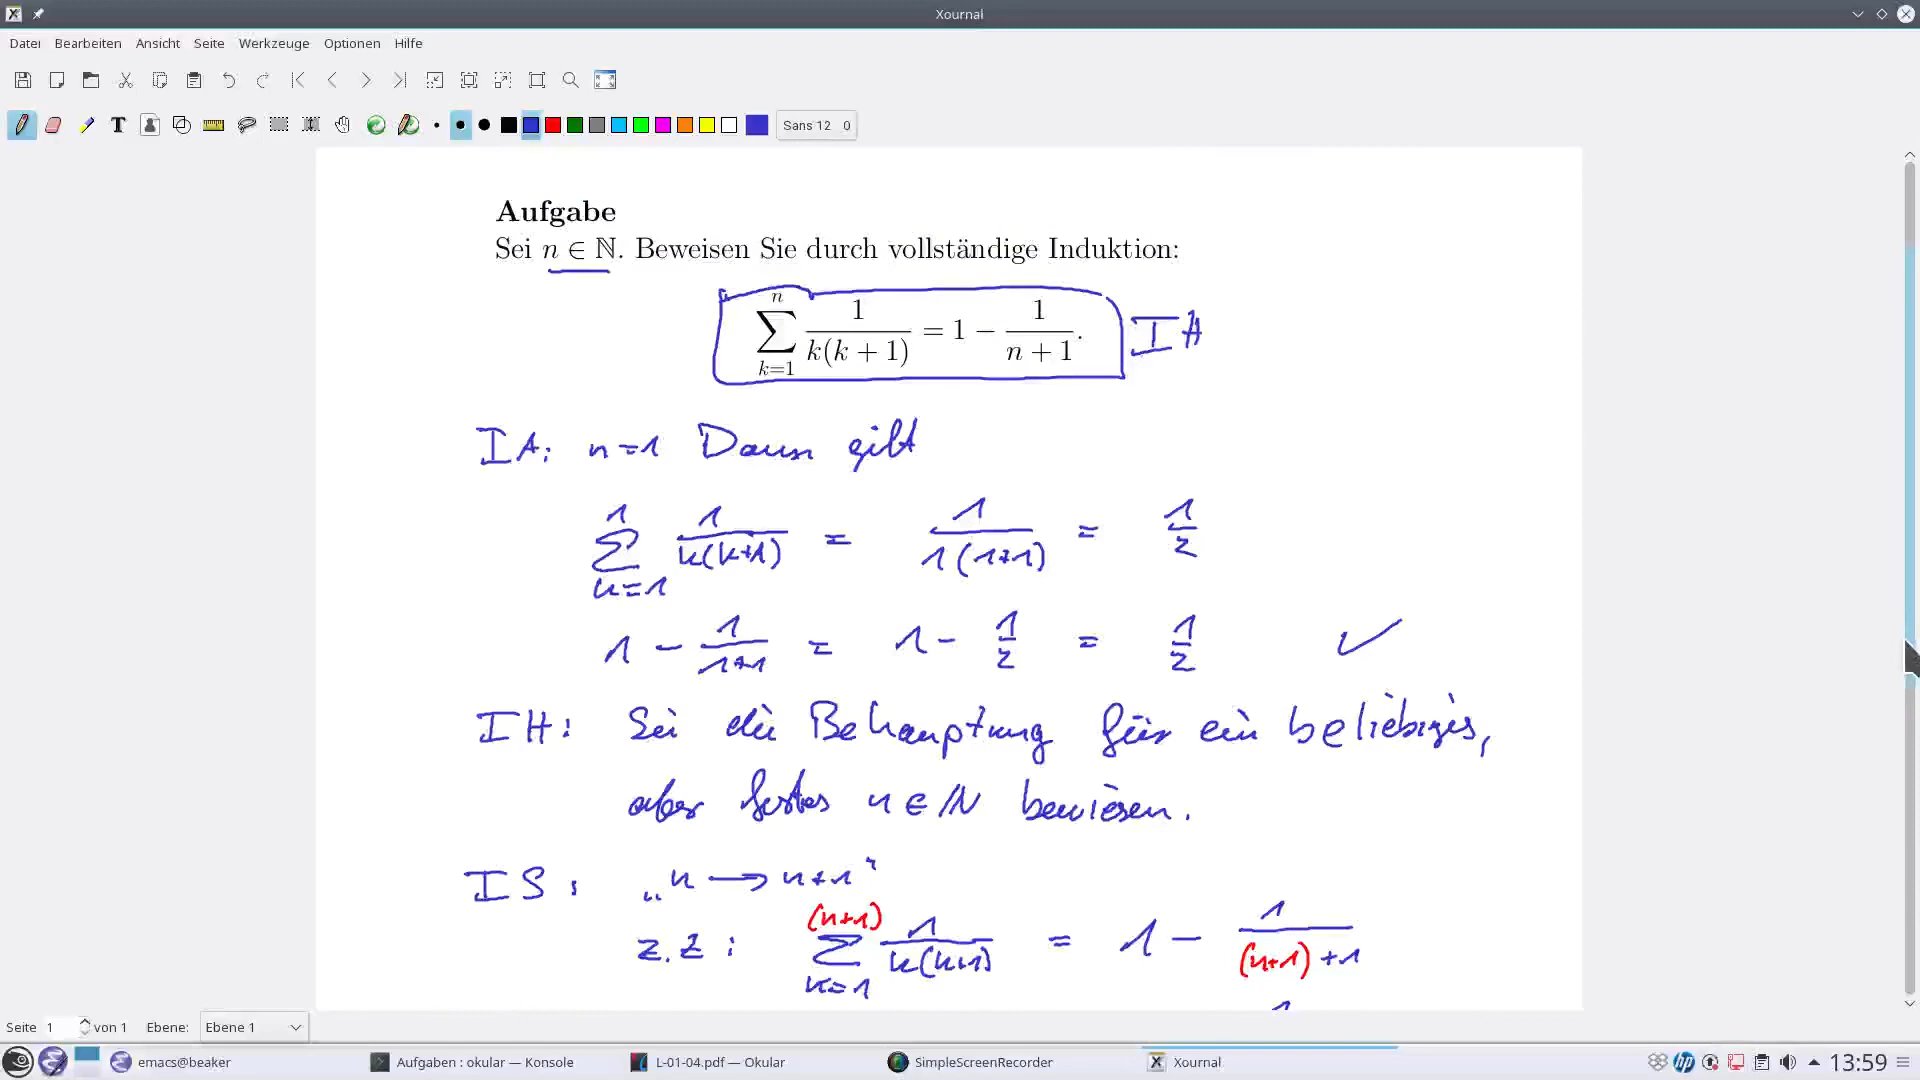 Xournal
Datei Bearbeiten Ansicht Seite Werkzeuge Optionen Hilfe
T Sans 12 0
Aufgabe
Sei n ∈ ℕ. Beweisen Sie durch vollständige Induktion:
∑_{k=1}^{n} 1/(k(k+1)) = 1 − 1/(n+1). IA
IA: n=1 Dann gilt
∑_{k=1}^{1} 1/(k(k+1)) = 1/(1(1+1)) = 1/2
1 − 1/(1+1) = 1 − 1/2 = 1/2 ✓
IH: Sei die Behauptung für ein beliebiges,
aber festes n ∈ ℕ bewiesen.
IS: „n → n+1“
z.z: ∑_{k=1}^{(n+1)} 1/(k(k+1)) = 1 − 1/((n+1)+1)
1
Seite 1 von 1 Ebene: Ebene 1
emacs@beaker Aufgaben : okular — Konsole L-01-04.pdf — Okular SimpleScreenRecorder Xournal hp 13:59